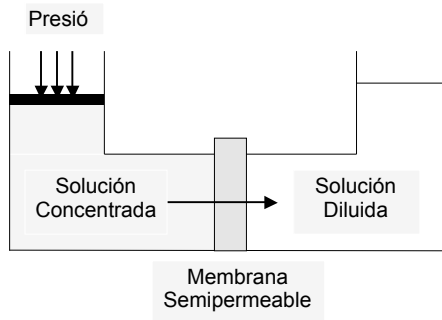 Presió
Solución
Concentrada
Solución
Diluida
Membrana
Semipermeable